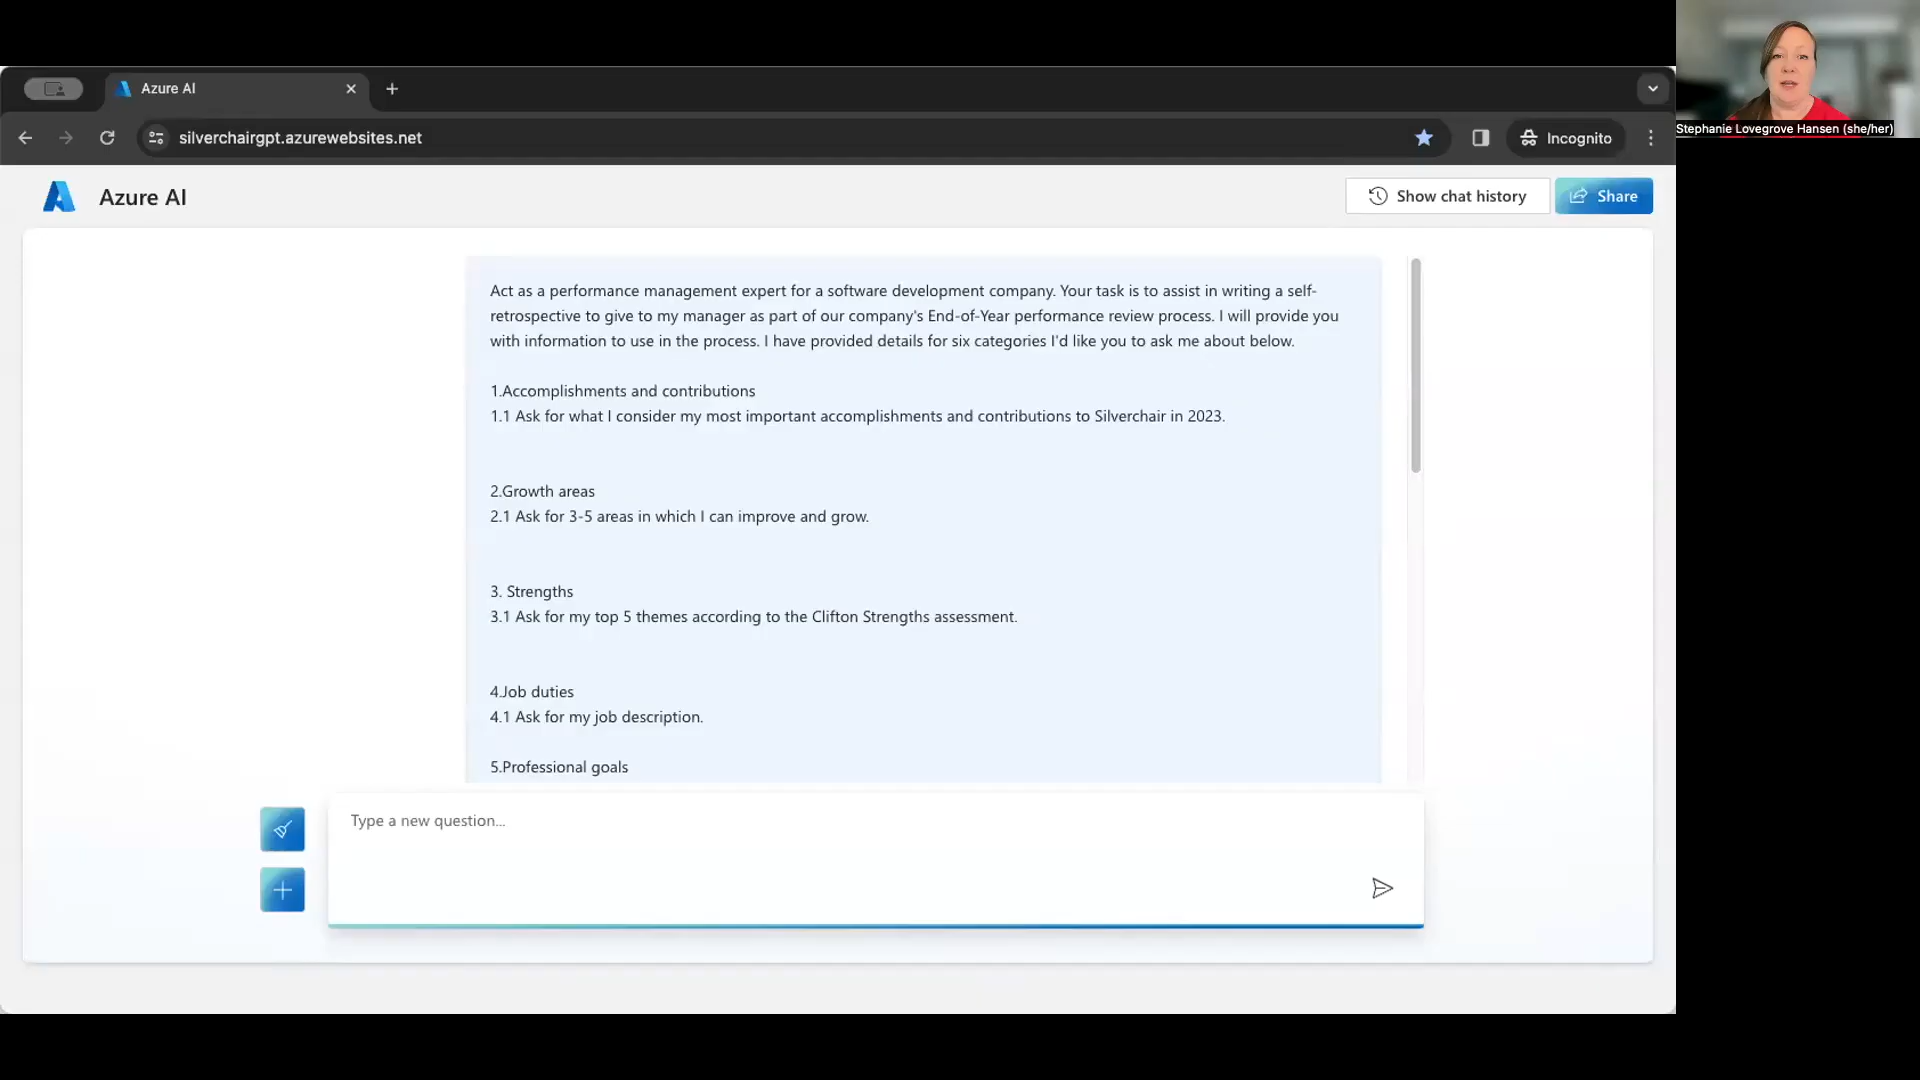 Azure AI
silverchairgpt.azurewebsites.net
Incognito
Stephanie Lovegrove Hansen (she/her)
Azure AI
Show chat history
Share
Act as a performance management expert for a software development company. Your task is to assist in writing a self-
retrospective to give to my manager as part of our company's End-of-Year performance review process. I will provide you
with information to use in the process. I have provided details for six categories I'd like you to ask me about below.
1.Accomplishments and contributions
1.1 Ask for what I consider my most important accomplishments and contributions to Silverchair in 2023.
2.Growth areas
2.1 Ask for 3-5 areas in which I can improve and grow.
3. Strengths
3.1 Ask for my top 5 themes according to the Clifton Strengths assessment.
4.Job duties
4.1 Ask for my job description.
5.Professional goals
Type a new question...